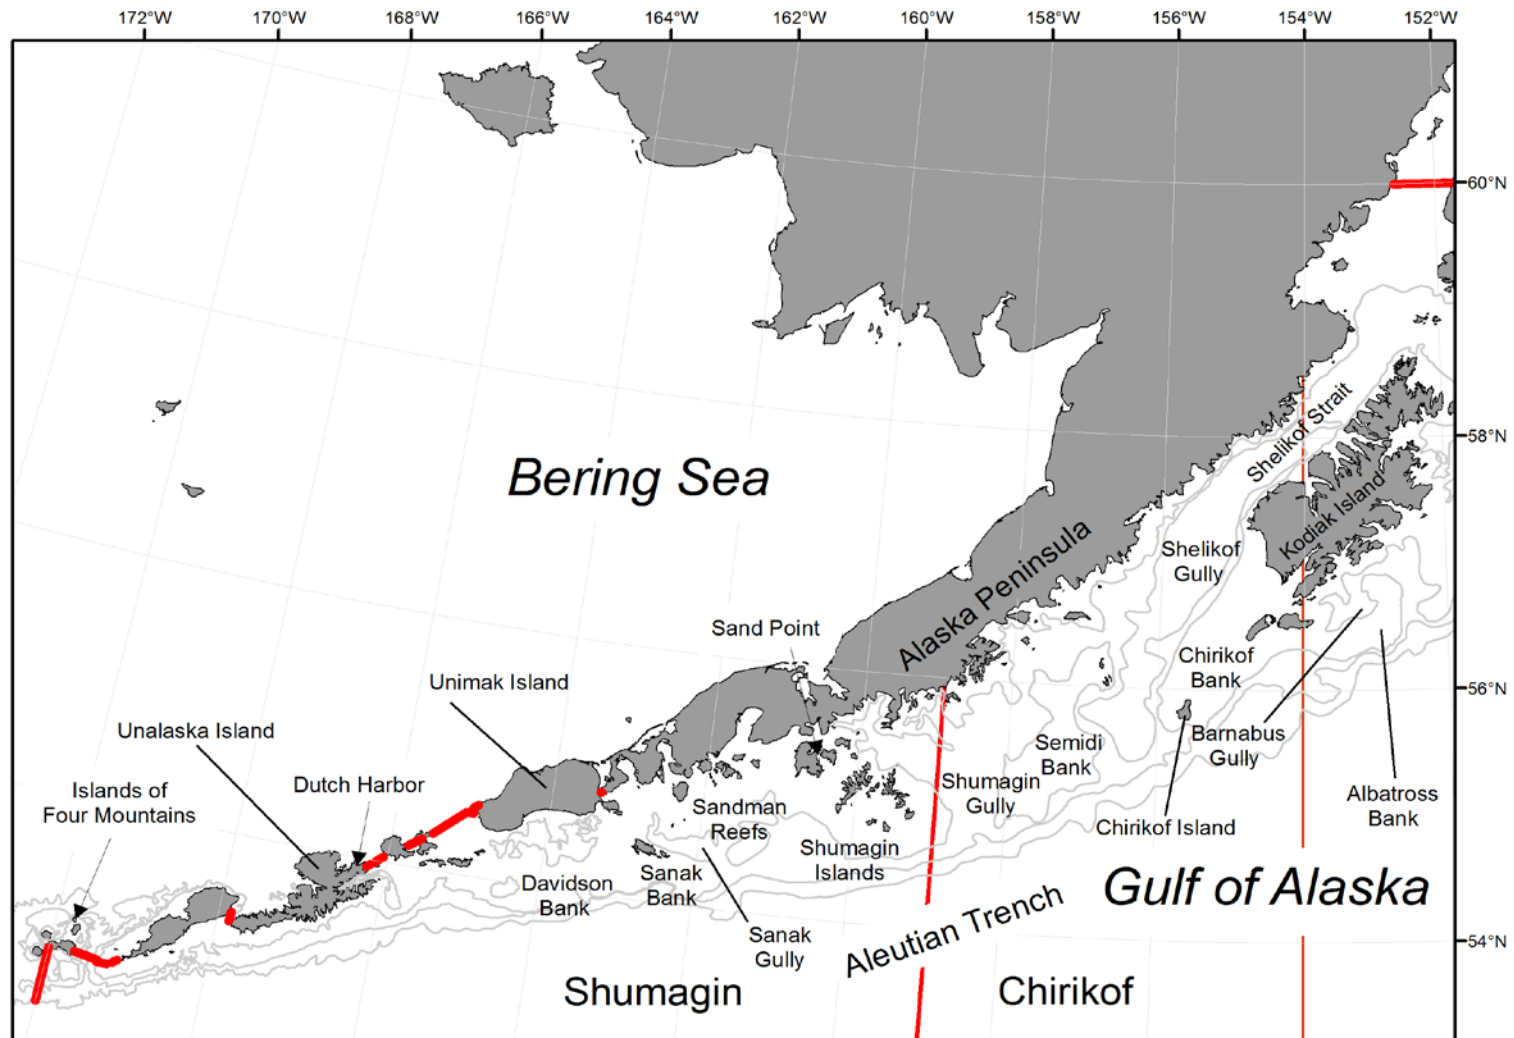 172°W 170°W 168°W 166°W 164°W 162°W 160°W 158°W 156°W 154°W 152°W
60°N
58°N
56°N
54°N
Bering Sea
Shelikof Strait
Kodiak Island
Shelikof
Gully
Alaska Peninsula
Sand Point
Unimak Island
Unalaska Island
Dutch Harbor
Islands of
Four Mountains
Chirikof
Bank
Barnabus
Gully
Albatross
Bank
Semidi
Bank
Shumagin
Gully
Chirikof Island
Sandman
Reefs
Shumagin
Islands
Davidson
Bank
Sanak
Bank
Sanak
Gully
Gulf of Alaska
Aleutian Trench
Shumagin
Chirikof